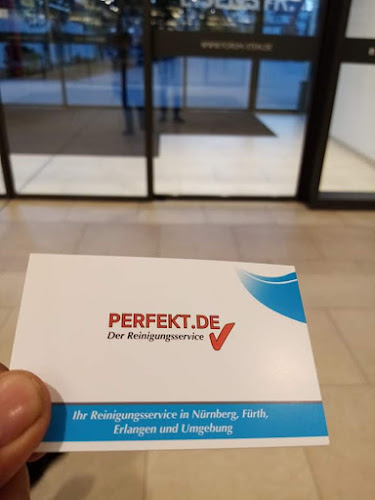 PERFEKT.DE
Der Reinigungsservice
Ihr Reinigungsservice in Nürnberg, Fürth,
Erlangen und Umgebung